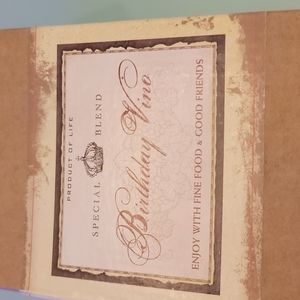 PRODUCT OF LIFE
SPECIAL BLEND
Birthday Vino
ENJOY WITH FINE FOOD & GOOD FRIENDS